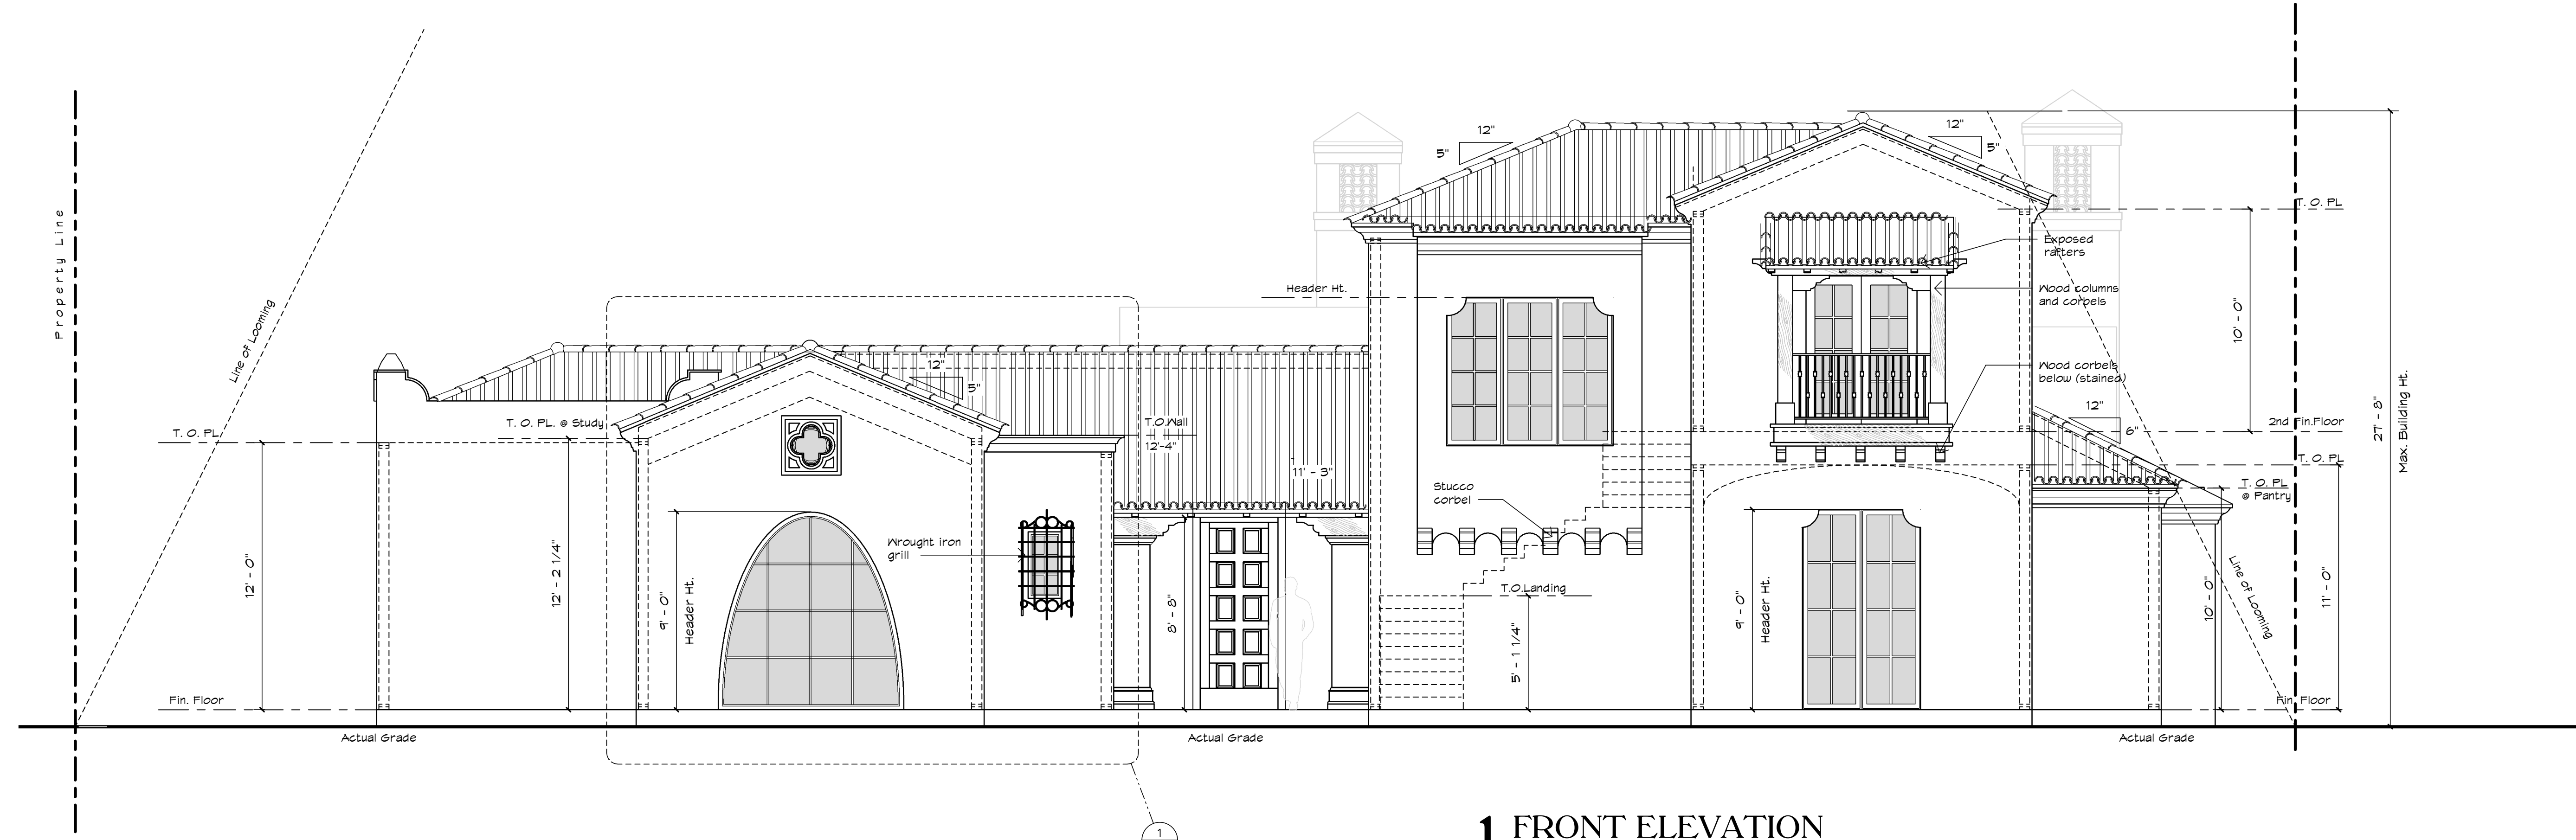 12"
5"
12"
5"
T. O. PL
Property Line
Exposed
rafters
Line of Looming
Header Ht.
Wood columns
and corbels
10' - 0"
12"
5"
Wood corbels
below (stained)
27' - 8"
Max. Building Ht.
12"
6"
T. O. PL
T. O. PL. @ Study
T.O.Wall
12'-4"
2nd Fin.Floor
11' - 3"
T. O. PL
Stucco
corbel
T. O. PL
@ Pantry
Wrought iron
grill
12' - 0"
12' - 2 1/4"
9' - 0"
Header Ht.
8' - 8"
T.O.Landing
5' - 1 1/4"
9' - 0"
Header Ht.
10' - 0"
Line of Looming
11' - 0"
Fin. Floor
Fin. Floor
Actual Grade
Actual Grade
Actual Grade
1
1 FRONT ELEVATION